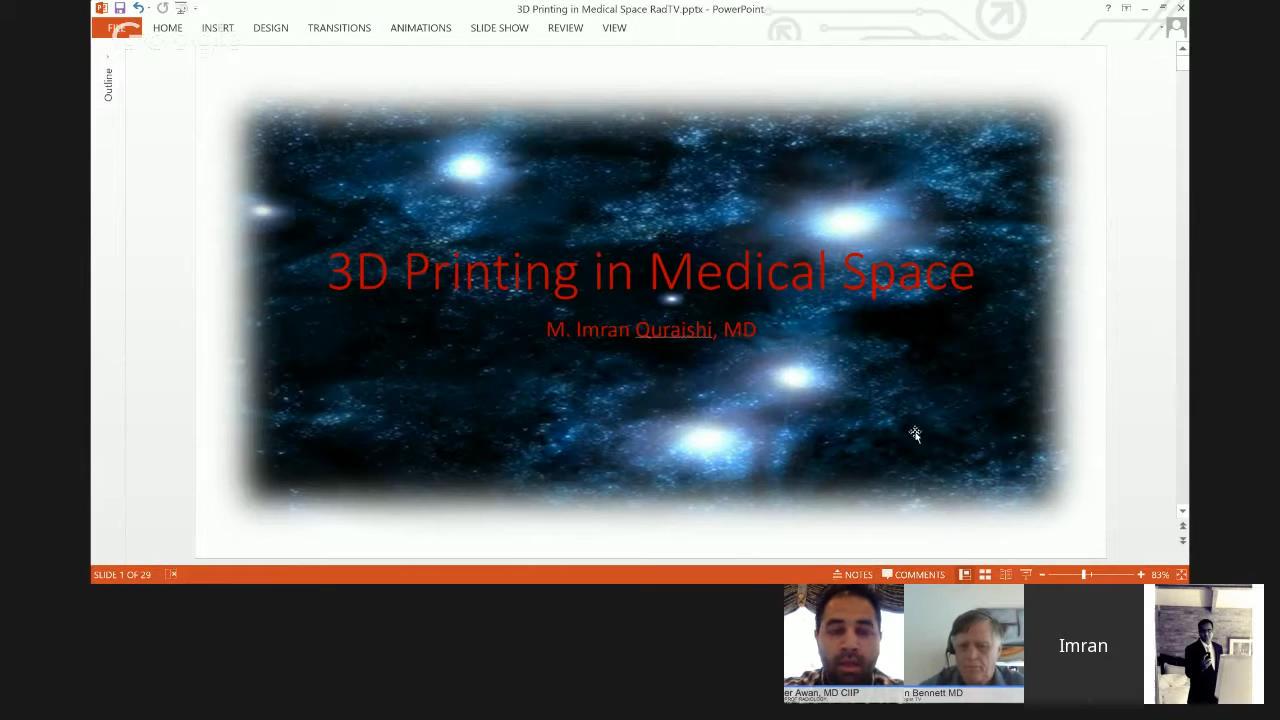 3D Printing in Medical Space RadTV.pptx - PowerPoint
?
FILE HOME INSERT DESIGN TRANSITIONS ANIMATIONS SLIDE SHOW REVIEW VIEW
Google
Outline
3D Printing in Medical Space
M. Imran Quraishi, MD
SLIDE 1 OF 29 NOTES COMMENTS 83%
Imran
er Awan, MD CIIP
n Bennett MD